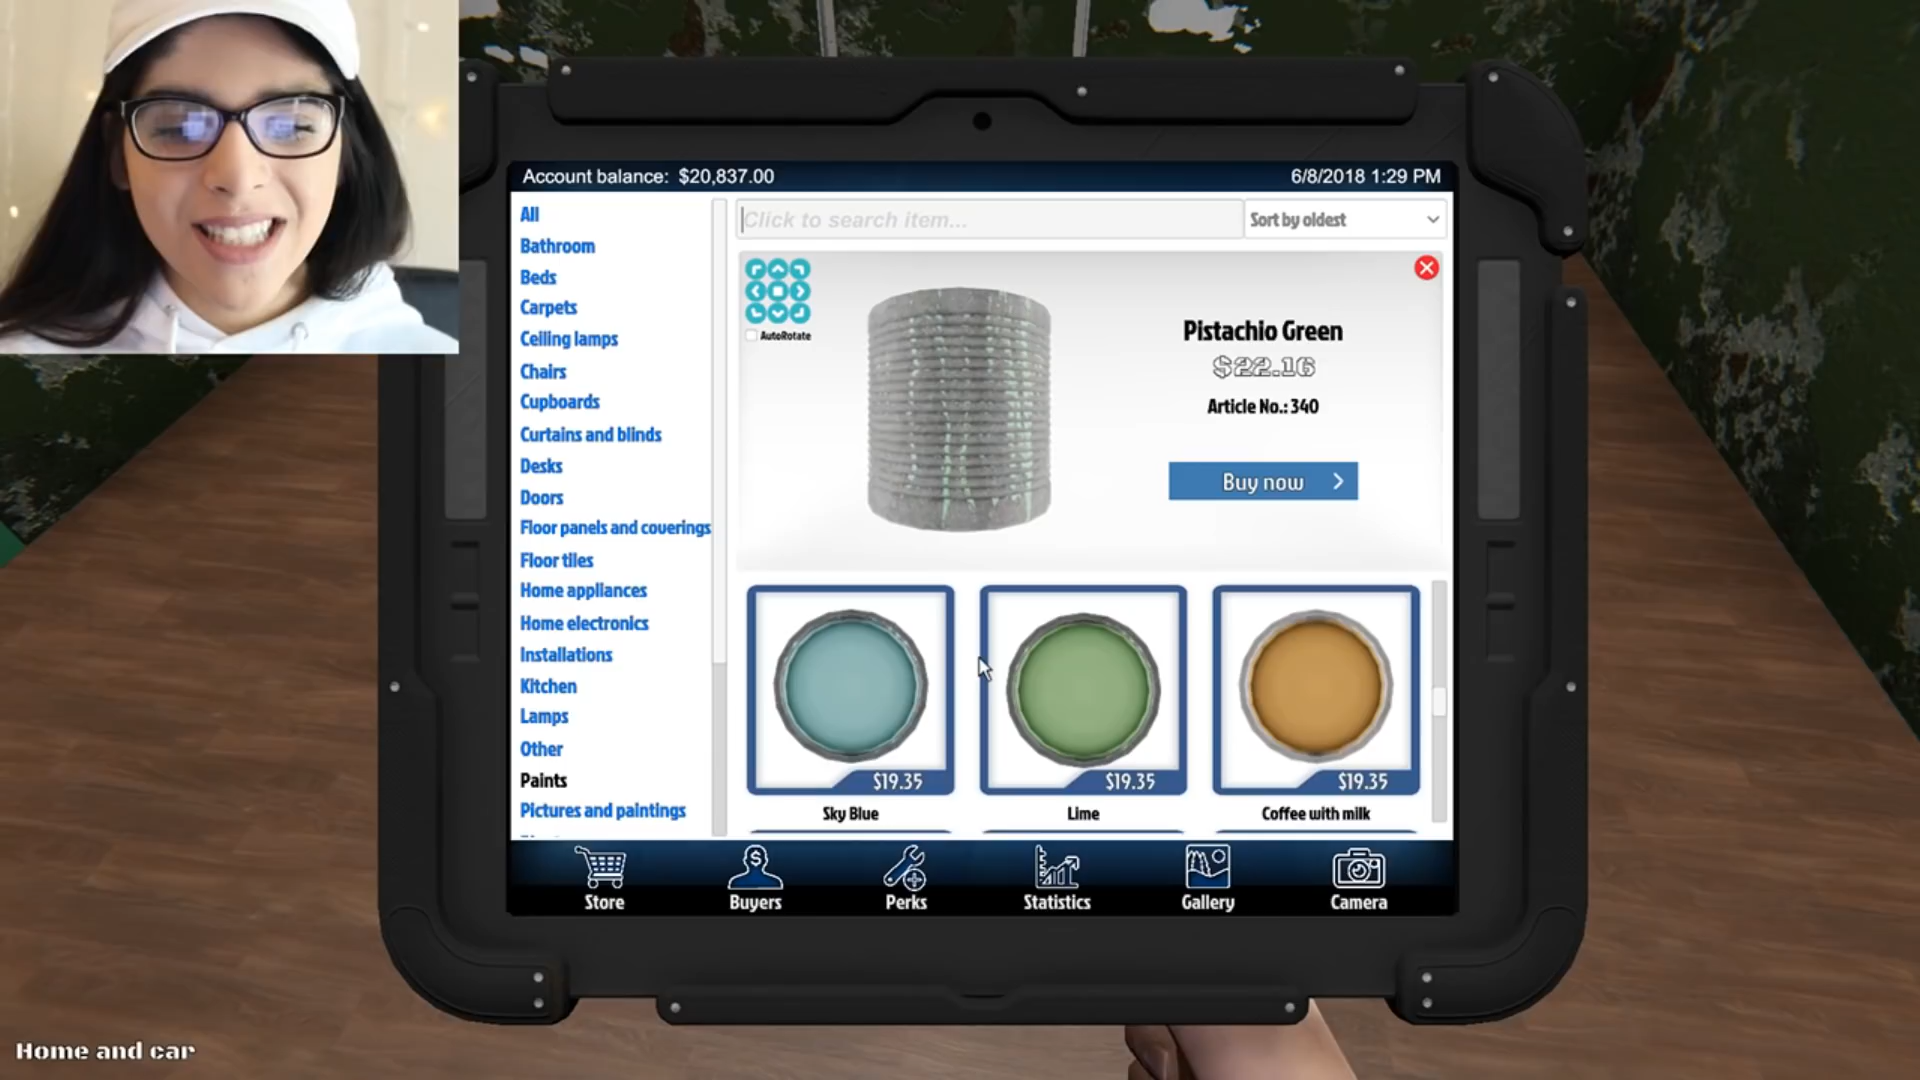 Account balance: $20,837.00
6/8/2018 1:29 PM
All
Bathroom
Beds
Carpets
Ceiling lamps
Chairs
Cupboards
Curtains and blinds
Desks
Doors
Floor panels and coverings
Floor tiles
Home appliances
Home electronics
Installations
Kitchen
Lamps
Other
Paints
Pictures and paintings
Click to search item...
Sort by oldest
AutoRotate
Pistachio Green
$22.16
Article No.: 340
Buy now
$19.35
$19.35
$19.35
Sky Blue
Lime
Coffee with milk
Store
Buyers
Perks
Statistics
Gallery
Camera
Home and car